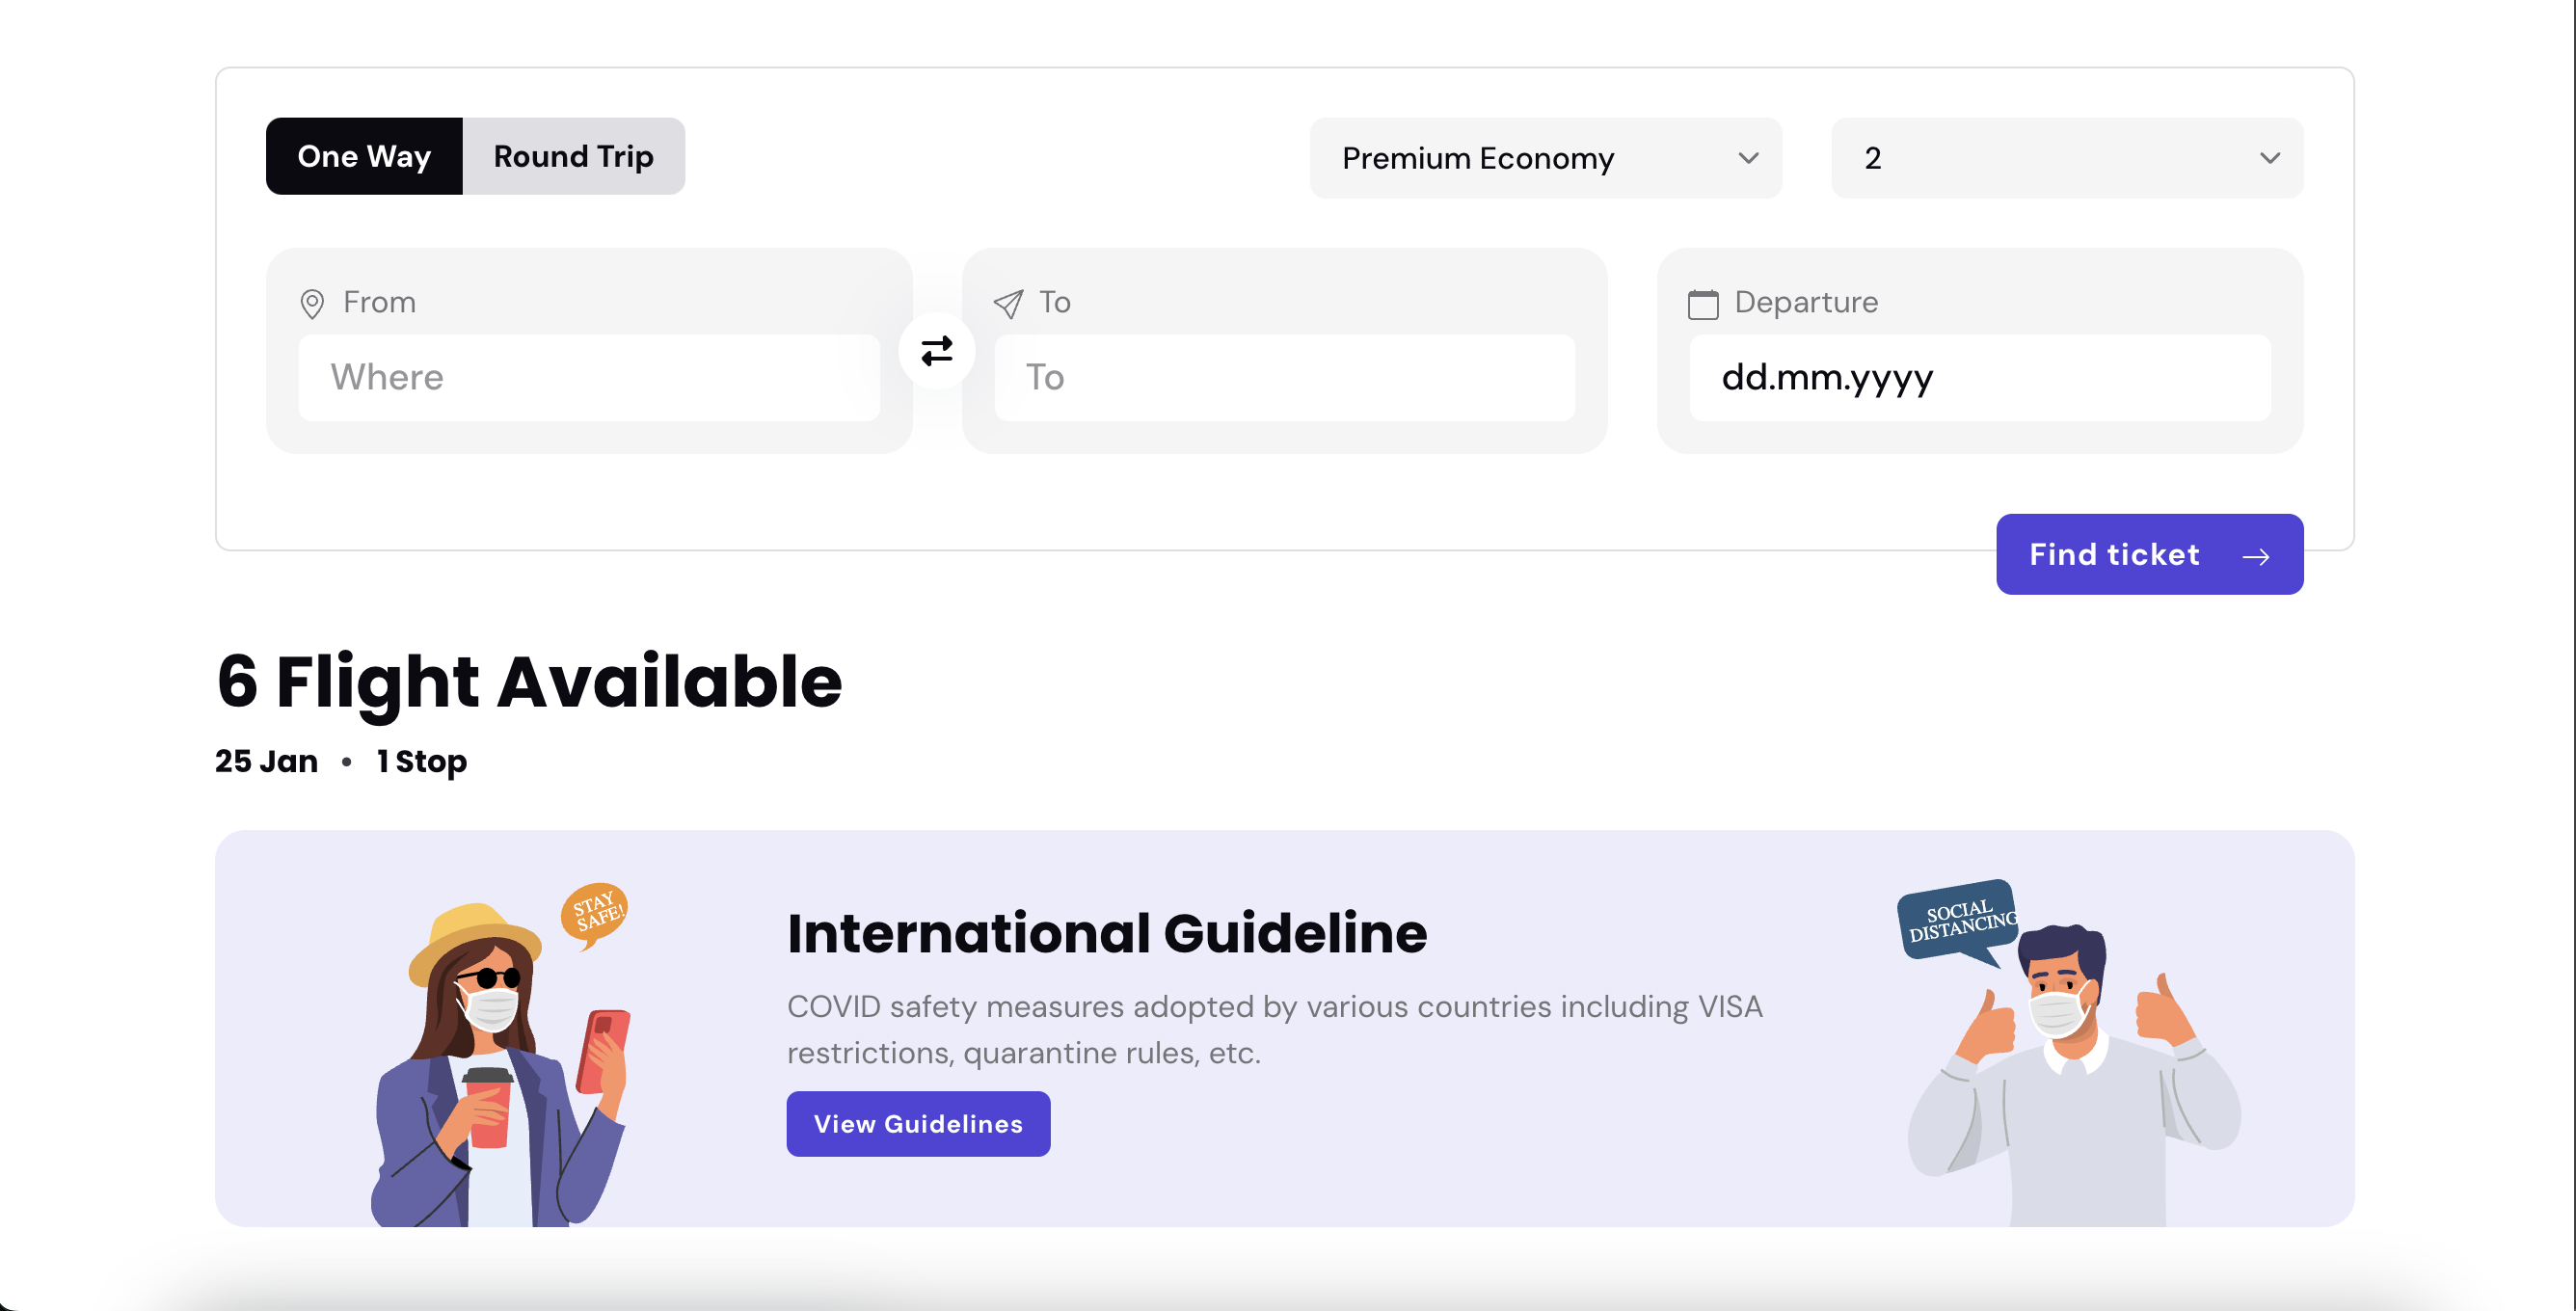 One Way Round Trip Premium Economy 2
From To Departure
Where To dd.mm.yyyy
Find ticket
6 Flight Available
25 Jan • 1 Stop
STAY
SAFE!
International Guideline
COVID safety measures adopted by various countries including VISA
restrictions, quarantine rules, etc.
View Guidelines
SOCIAL
DISTANCING